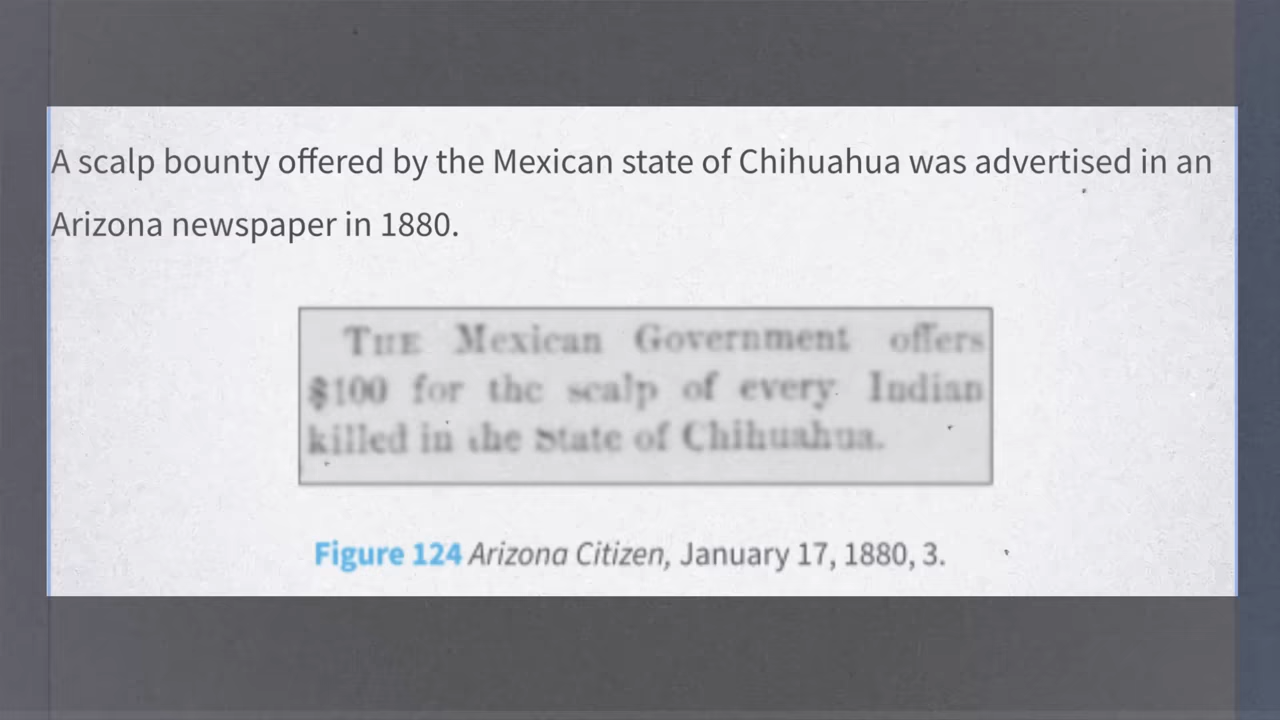 A scalp bounty offered by the Mexican state of Chihuahua was advertised in an
Arizona newspaper in 1880.
THE Mexican Government offers
$100 for the scalp of every Indian
killed in the State of Chihuahua.
Figure 124 Arizona Citizen, January 17, 1880, 3.